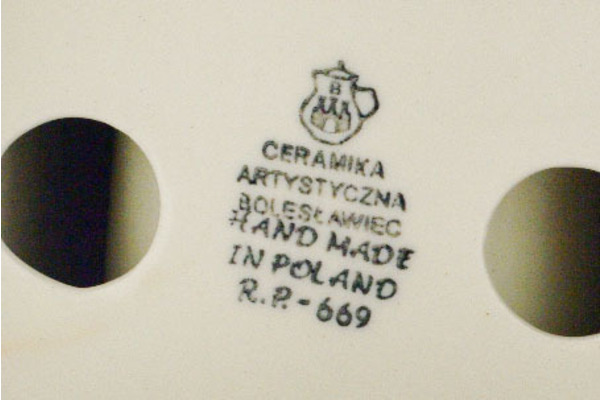 B
CERAMIKA
ARTYSTYCZNA
BOLESŁAWIEC
HAND MADE
IN POLAND
R.P.-669